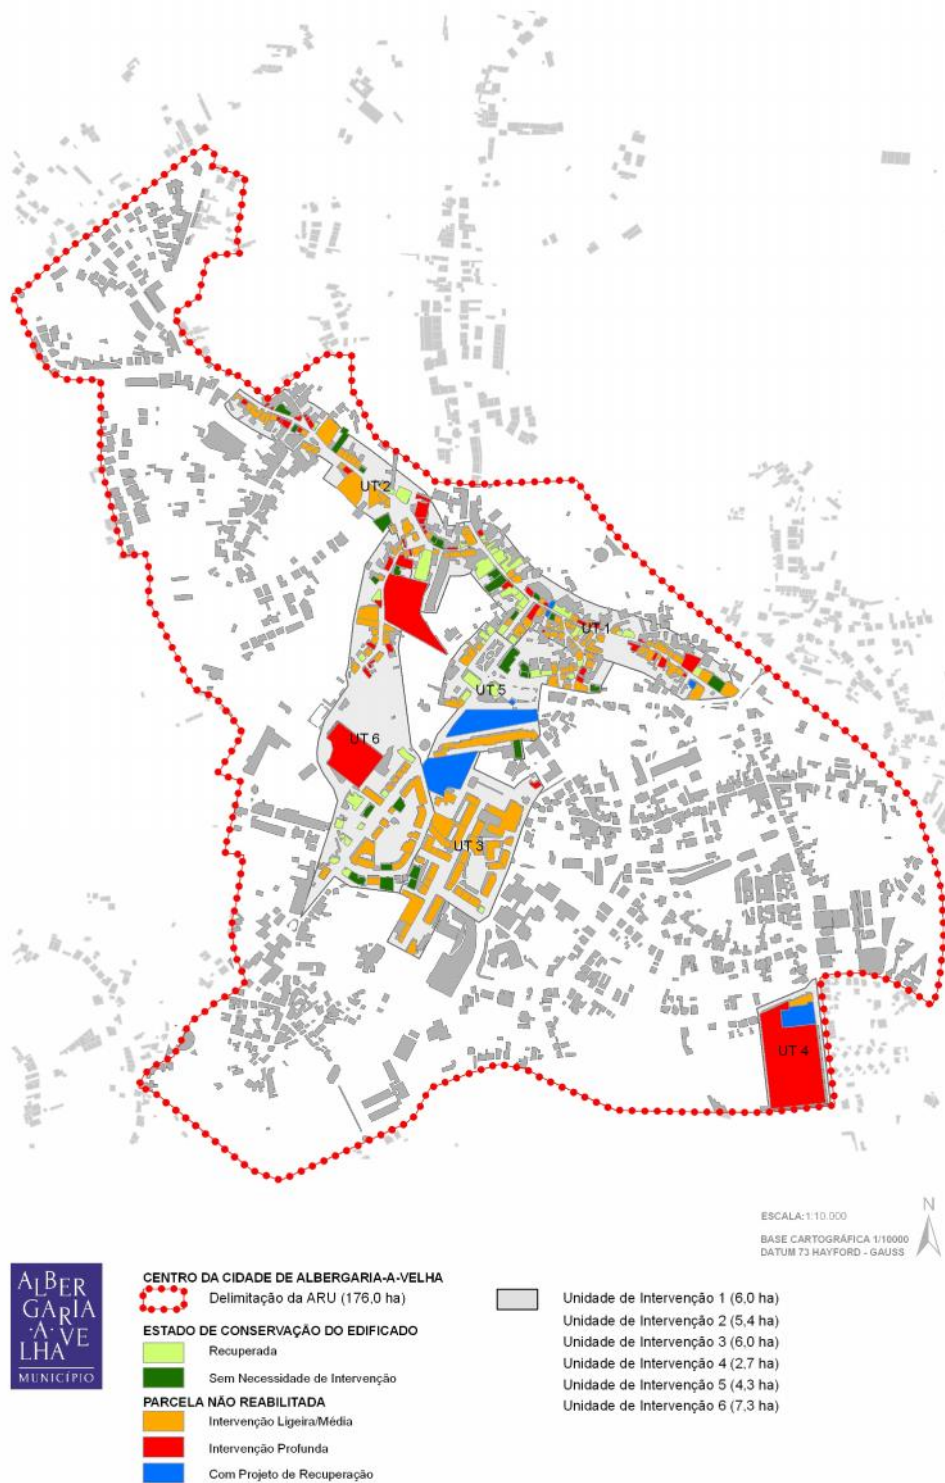 UT 2
UT 1
UT 5
UT 6
UT 3
UT 4
N
ESCALA:1:10.000
BASE CARTOGRÁFICA 1/10000
DATUM 73 HAYFORD - GAUSS
ALBER
GARIA
·A·VE
LHA
MUNICÍPIO
CENTRO DA CIDADE DE ALBERGARIA-A-VELHA
Delimitação da ARU (176,0 ha)
ESTADO DE CONSERVAÇÃO DO EDIFICADO
Recuperada
Sem Necessidade de Intervenção
PARCELA NÃO REABILITADA
Intervenção Ligeira/Média
Intervenção Profunda
Com Projeto de Recuperação
Unidade de Intervenção 1 (6,0 ha)
Unidade de Intervenção 2 (5,4 ha)
Unidade de Intervenção 3 (6,0 ha)
Unidade de Intervenção 4 (2,7 ha)
Unidade de Intervenção 5 (4,3 ha)
Unidade de Intervenção 6 (7,3 ha)